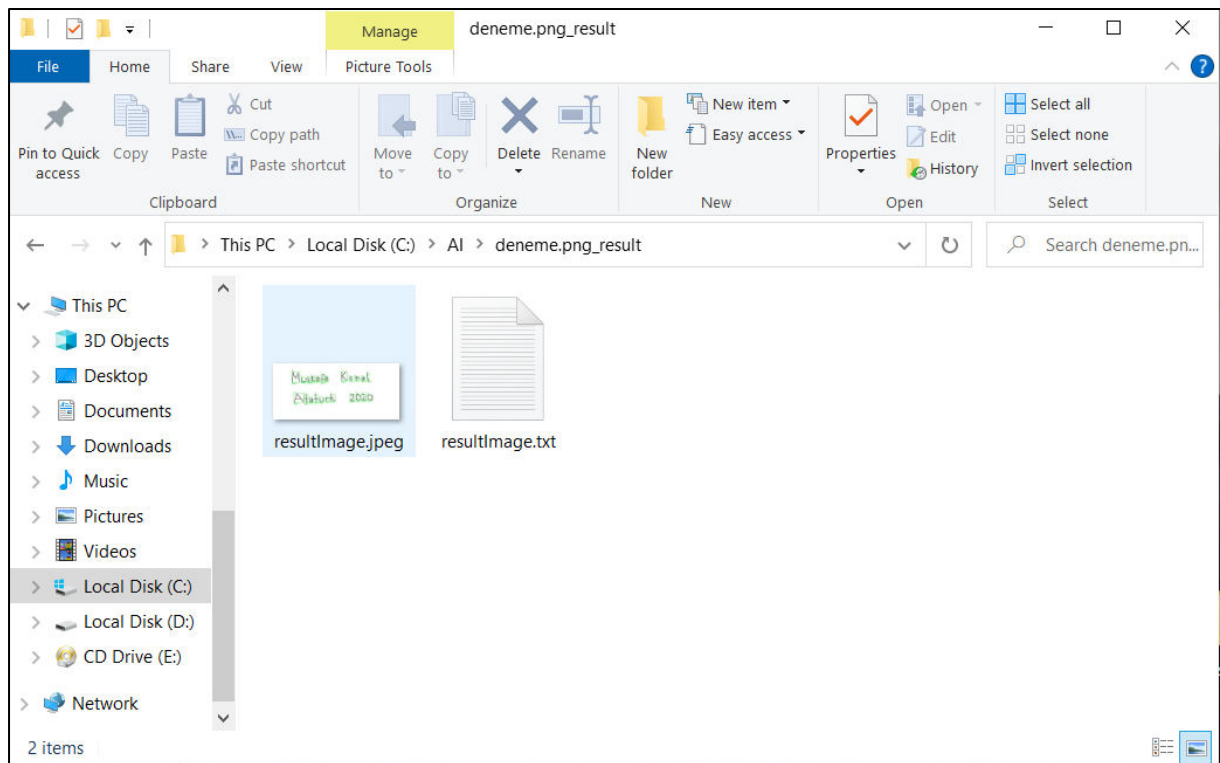 Manage
deneme.png_result
File Home Share View Picture Tools
Pin to Quick access
Copy
Paste
Cut
Copy path
Paste shortcut
Clipboard
Move to
Copy to
Delete
Rename
Organize
New folder
New item
Easy access
New
Properties
Open
Edit
History
Open
Select all
Select none
Invert selection
Select
This PC > Local Disk (C:) > AI > deneme.png_result
Search deneme.pn...
This PC
3D Objects
Desktop
Documents
Downloads
Music
Pictures
Videos
Local Disk (C:)
Local Disk (D:)
CD Drive (E:)
Network
Mustafa Kemal
2020
resultImage.jpeg
resultImage.txt
2 items